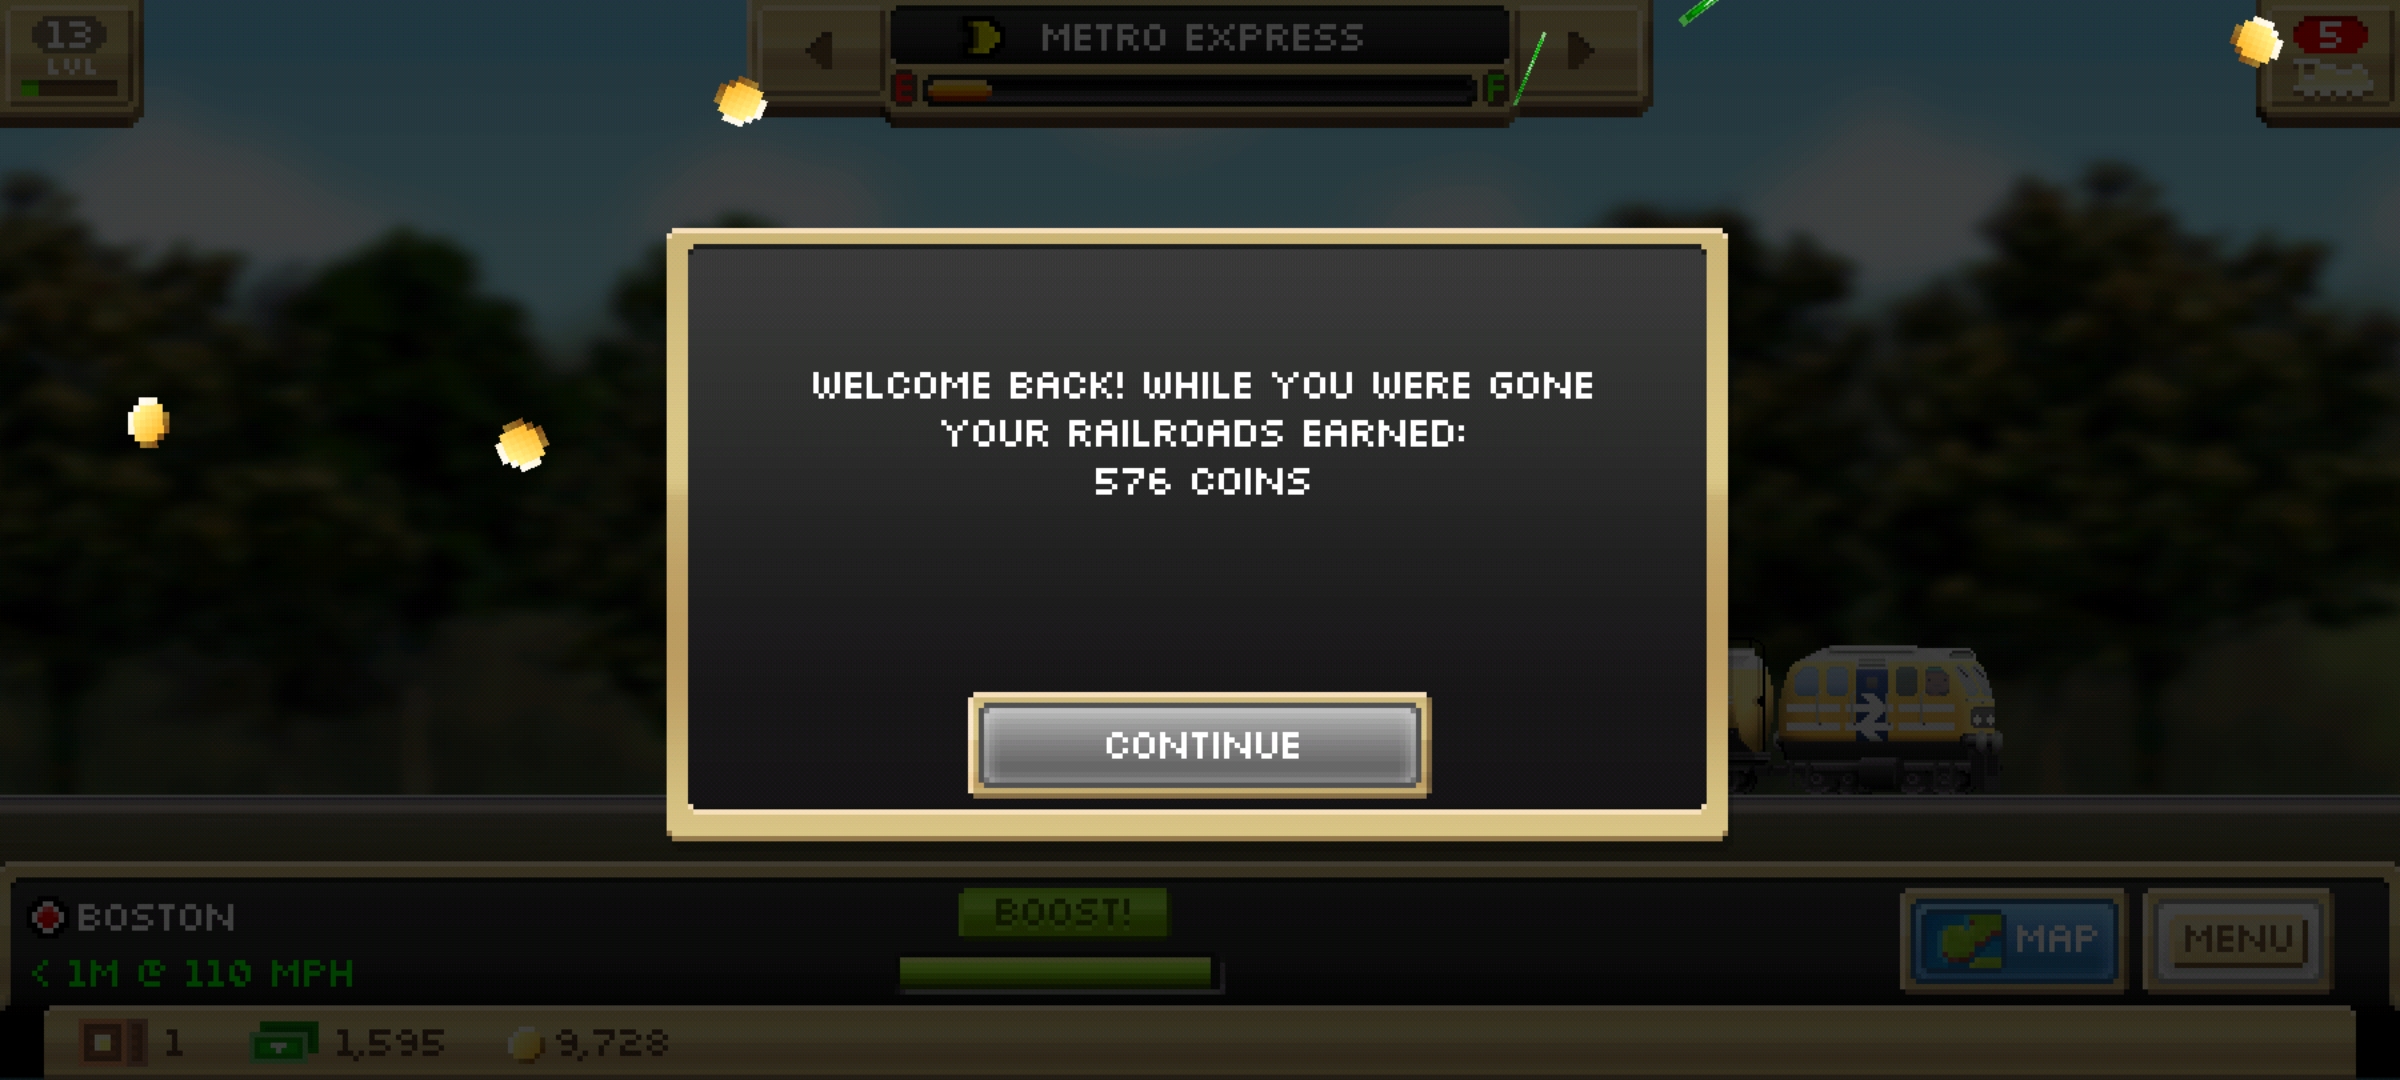 13
LVL
METRO EXPRESS
E
F
5
WELCOME BACK! WHILE YOU WERE GONE
YOUR RAILROADS EARNED:
576 COINS
CONTINUE
BOSTON
< 1M @ 110 MPH
BOOST!
MAP
MENU
1
1,595
9,728